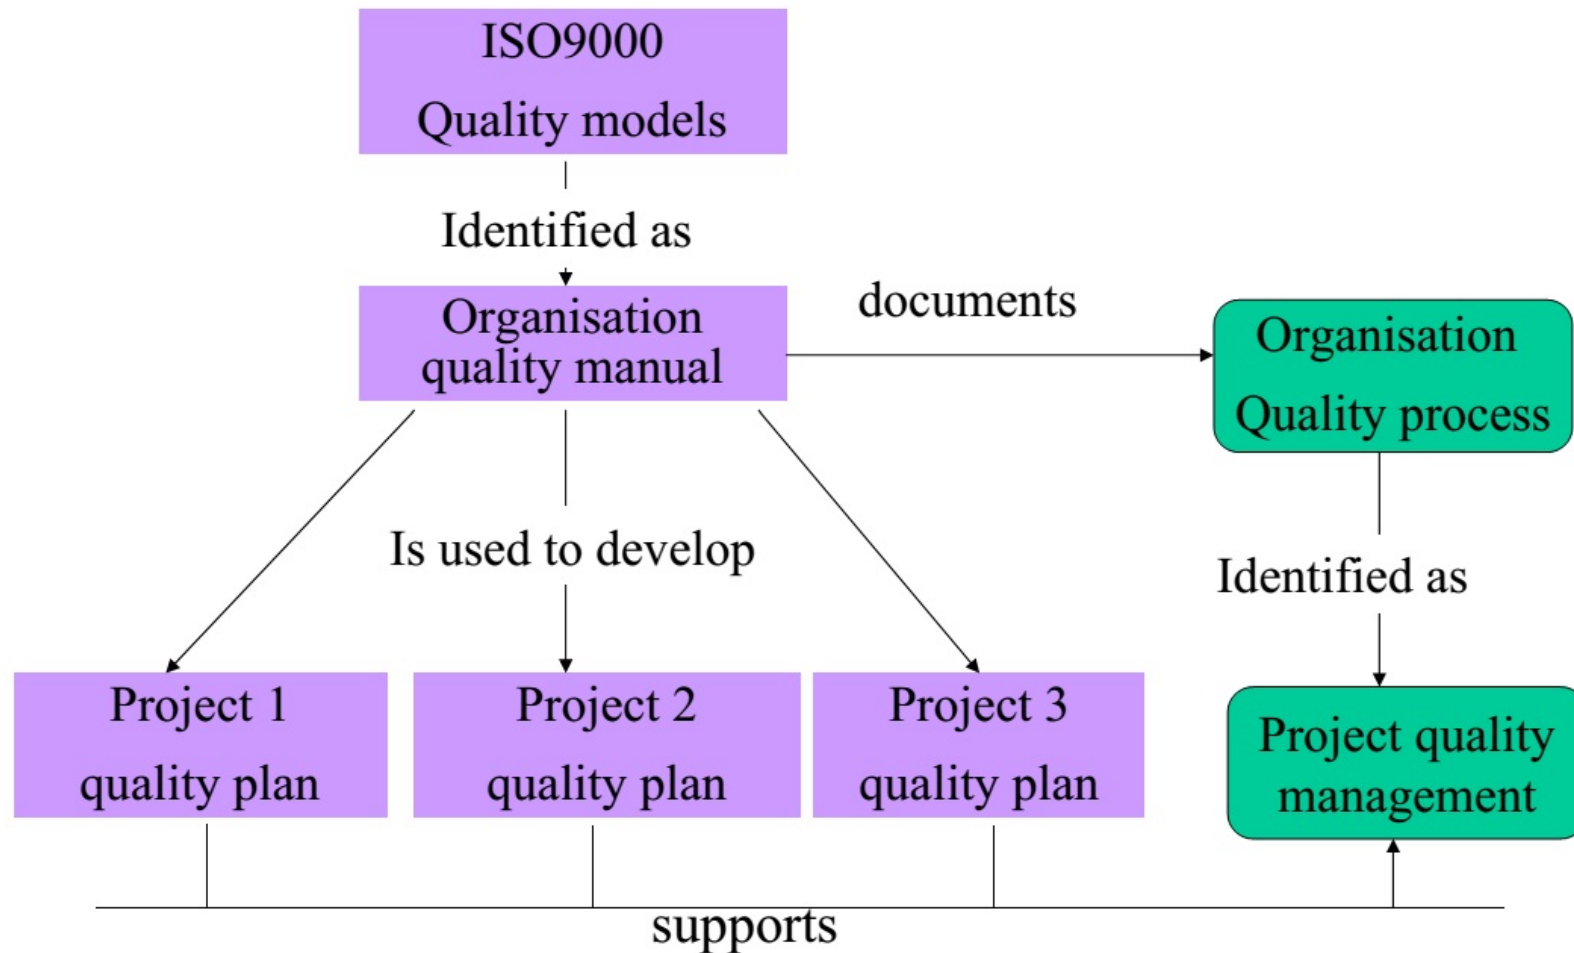 ISO9000
Quality models
Identified as
Organisation
quality manual
documents
Organisation
Quality process
Is used to develop
Identified as
Project 1
quality plan
Project 2
quality plan
Project 3
quality plan
Project quality
management
supports